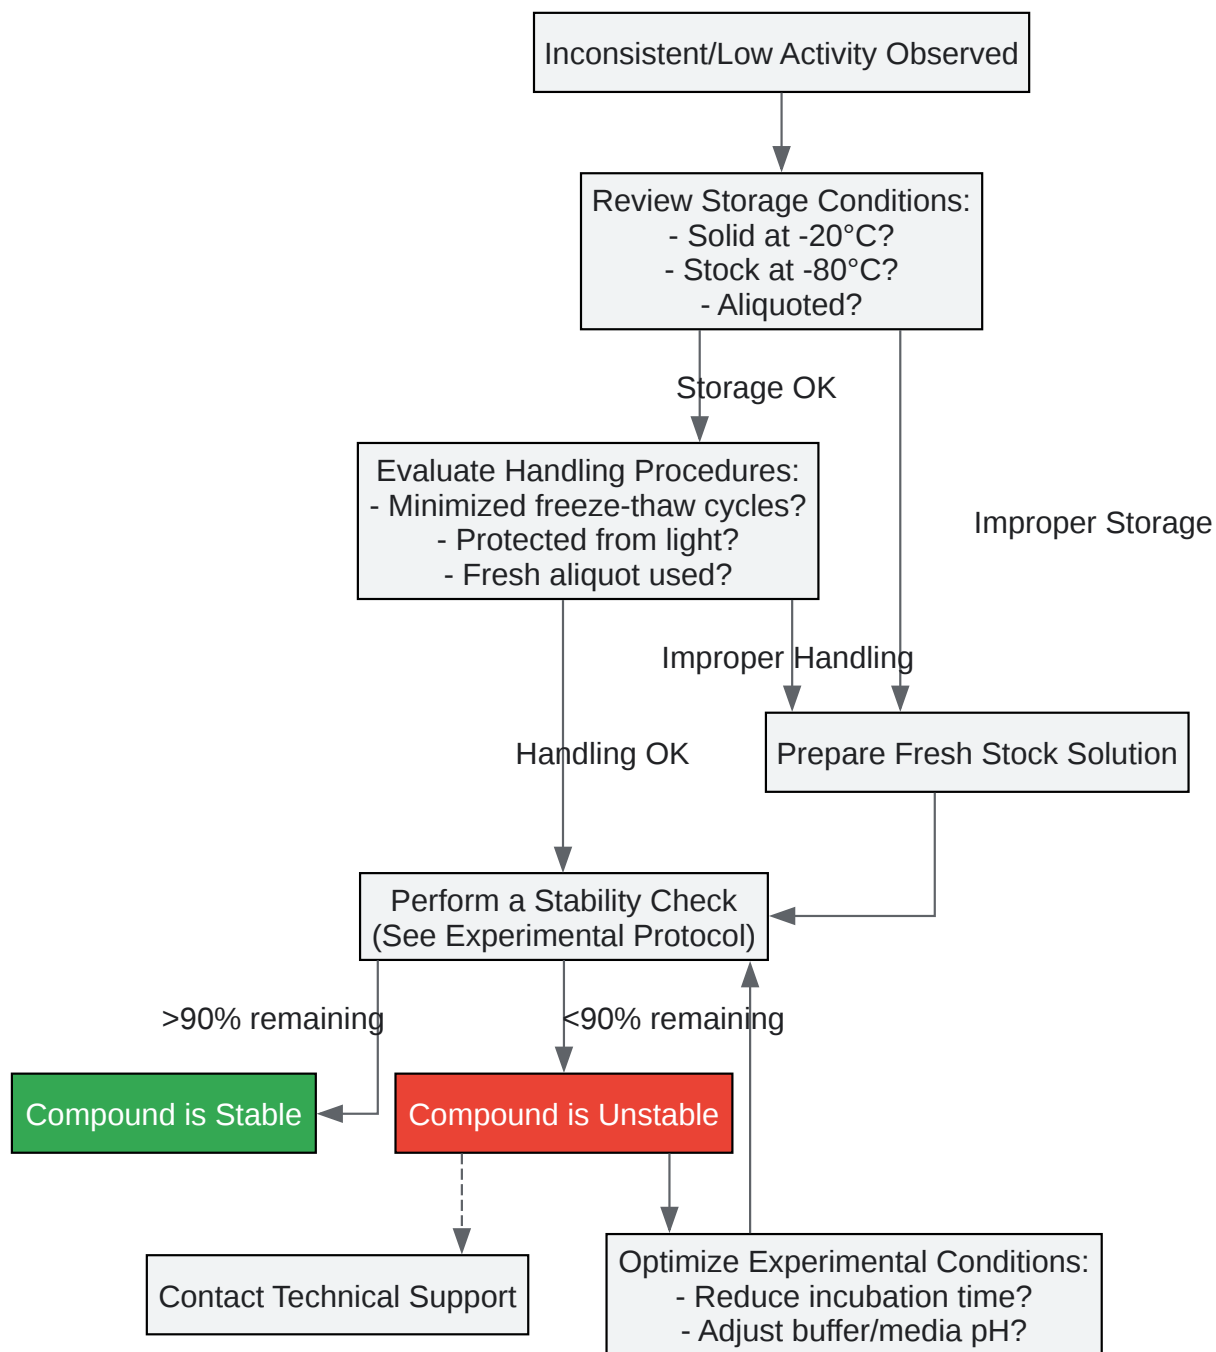 Inconsistent/Low Activity Observed
Review Storage Conditions:
- Solid at -20°C?
- Stock at -80°C?
- Aliquoted?
Storage OK
Evaluate Handling Procedures:
- Minimized freeze-thaw cycles?
- Protected from light?
- Fresh aliquot used?
Improper Storage
Improper Handling
Handling OK
Prepare Fresh Stock Solution
Perform a Stability Check
(See Experimental Protocol)
>90% remaining
<90% remaining
Compound is Stable
Compound is Unstable
Contact Technical Support
Optimize Experimental Conditions:
- Reduce incubation time?
- Adjust buffer/media pH?